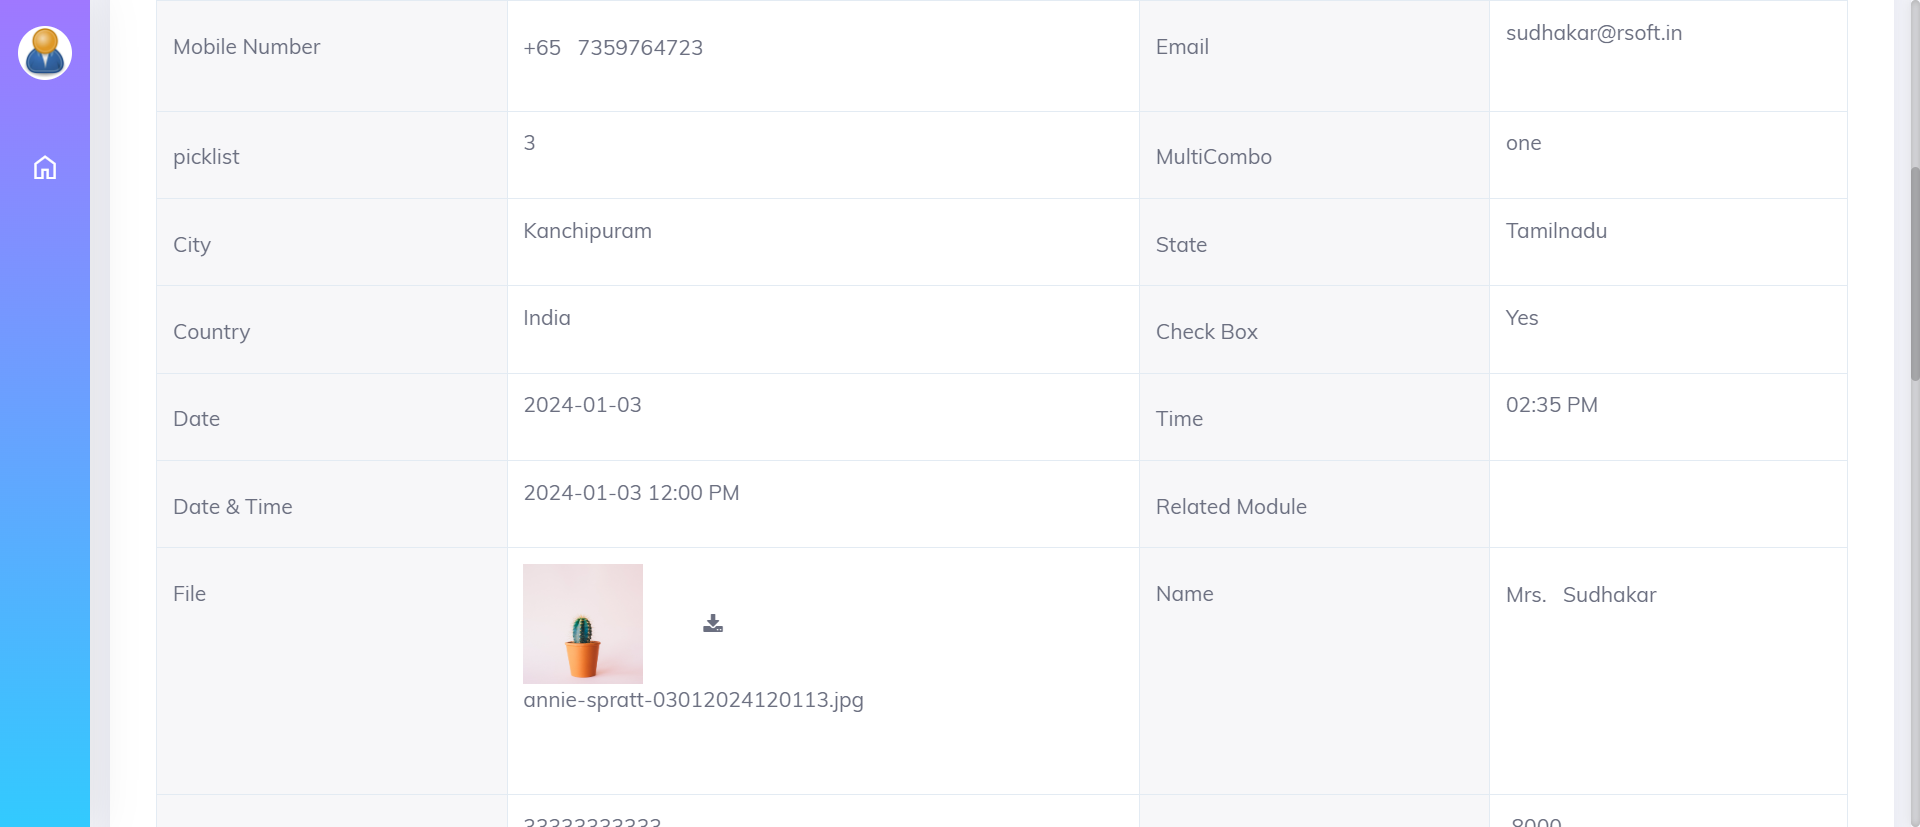 Mobile Number +65 7359764723 Email sudhakar@rsoft.in
picklist 3 MultiCombo one
City Kanchipuram State Tamilnadu
Country India Check Box Yes
Date 2024-01-03 Time 02:35 PM
Date & Time 2024-01-03 12:00 PM Related Module
File Name Mrs. Sudhakar
annie-spratt-03012024120113.jpg
8000